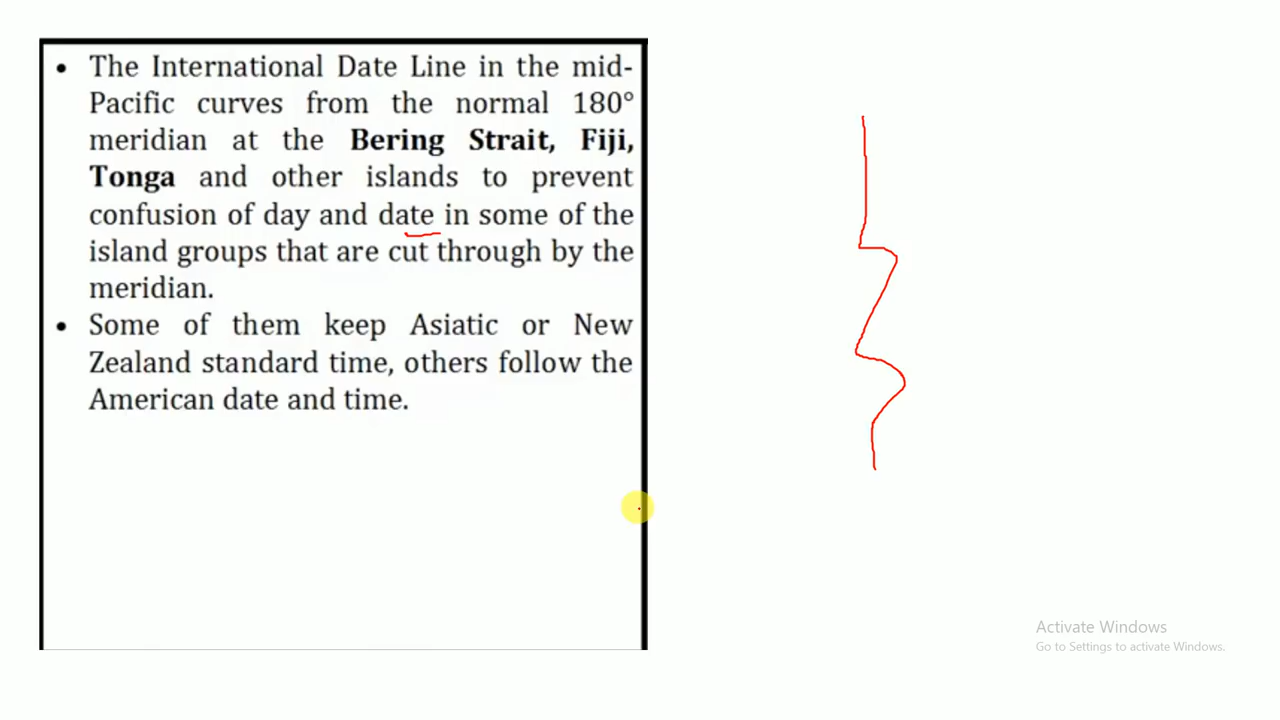 • The International Date Line in the mid-
Pacific curves from the normal 180°
meridian at the Bering Strait, Fiji,
Tonga and other islands to prevent
confusion of day and date in some of the
island groups that are cut through by the
meridian.
• Some of them keep Asiatic or New
Zealand standard time, others follow the
American date and time.
Activate Windows
Go to Settings to activate Windows.